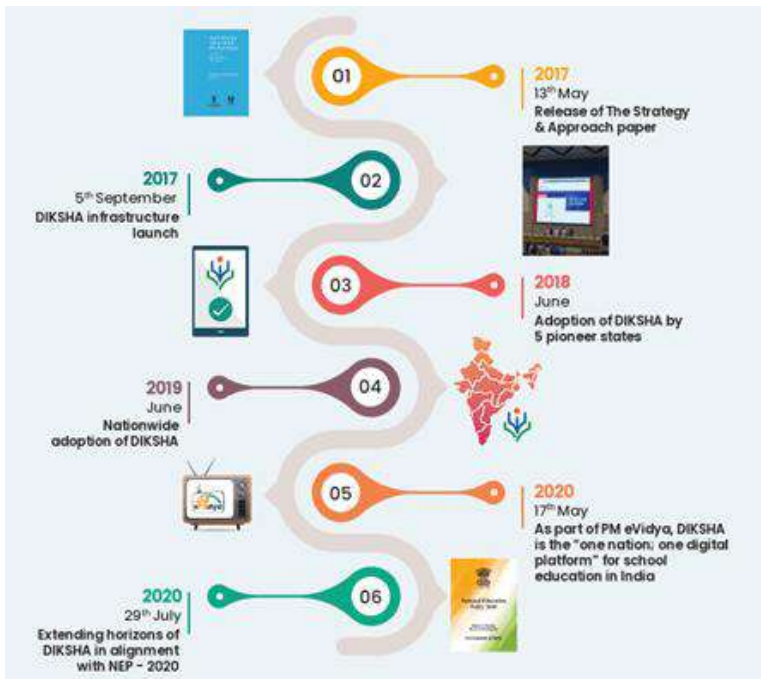 01
2017
13th May
Release of The Strategy
& Approach paper
2017
5th September
DIKSHA infrastructure
launch
02
03
2018
June
Adoption of DIKSHA by
5 pioneer states
2019
June
Nationwide
adoption of DIKSHA
04
05
2020
17th May
As part of PM eVidya, DIKSHA
is the "one nation; one digital
platform" for school
education in India
2020
29th July
Extending horizons of
DIKSHA in alignment
with NEP - 2020
06